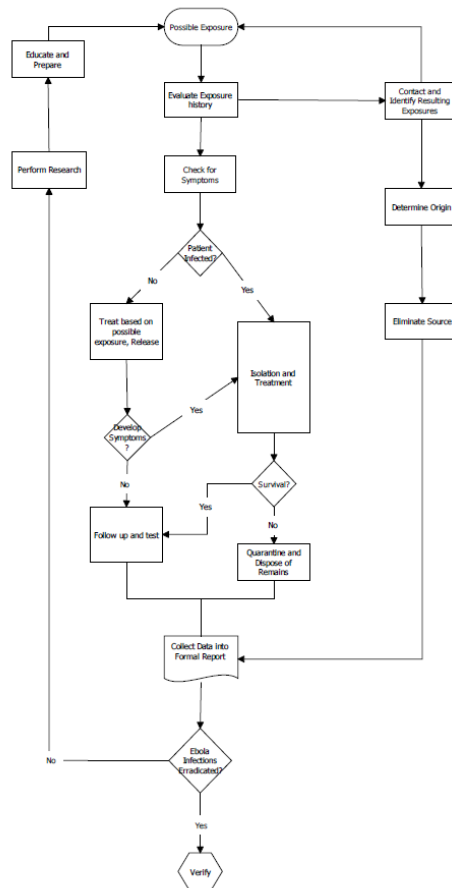 Possible Exposure
Educate and
Prepare
Evaluate Exposure
history
Contact and
Identify Resulting
Exposures
Perform Research
Check for
Symptoms
Determine Origin
Patient
Infected?
No
Yes
Treat based on
possible
exposure, Release
Eliminate Source
Isolation and
Treatment
Yes
Develop
Symptoms
?
No
Survival?
Yes
No
Follow up and test
Quarantine and
Dispose of
Remains
Collect Data into
Formal Report
Ebola
Infections
Erradicated?
No
Yes
Verify